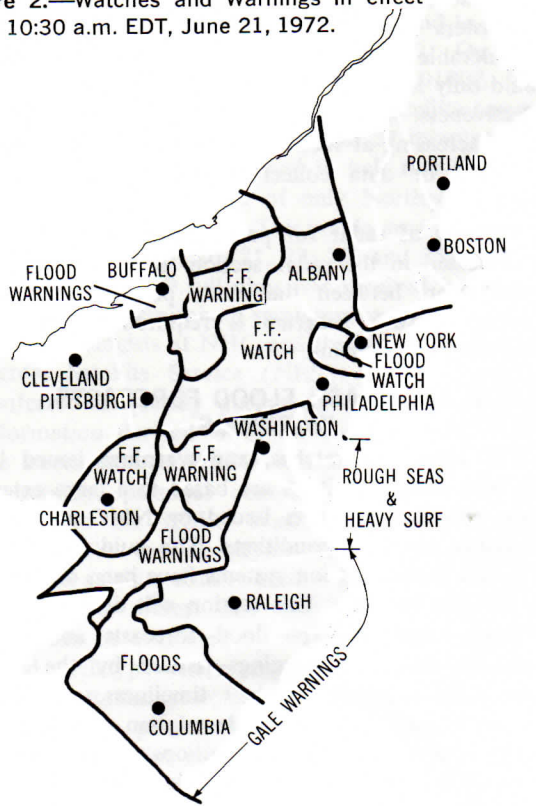 2.—Watches and Warnings in effect
10:30 a.m. EDT, June 21, 1972.
PORTLAND
BOSTON
FLOOD
WARNINGS
BUFFALO
F.F.
WARNING
ALBANY
F.F.
WATCH
NEW YORK
FLOOD
WATCH
CLEVELAND
PITTSBURGH
PHILADELPHIA
WASHINGTON
F.F.
WATCH
F.F.
WARNING
ROUGH SEAS
&
HEAVY SURF
CHARLESTON
FLOOD
WARNINGS
RALEIGH
FLOODS
GALE WARNINGS
COLUMBIA